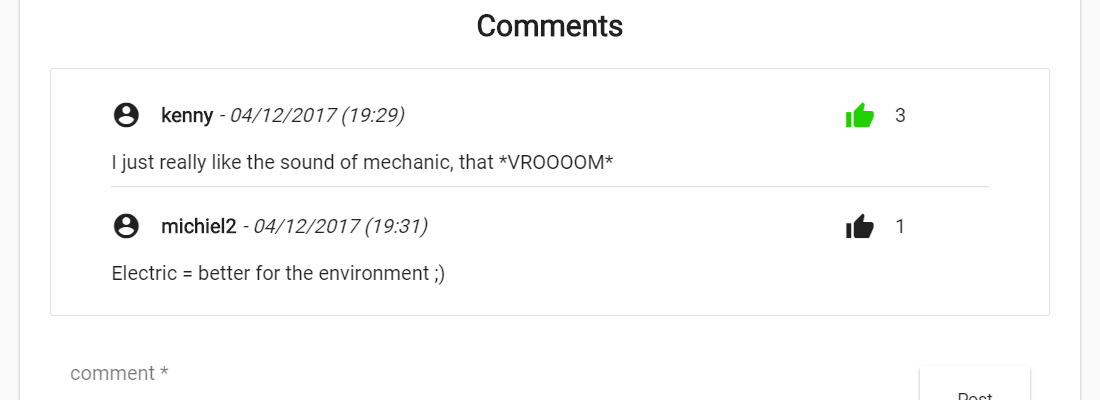 Comments
kenny - 04/12/2017 (19:29) 3
I just really like the sound of mechanic, that *VROOOOM*
michiel2 - 04/12/2017 (19:31) 1
Electric = better for the environment ;)
comment *
Post